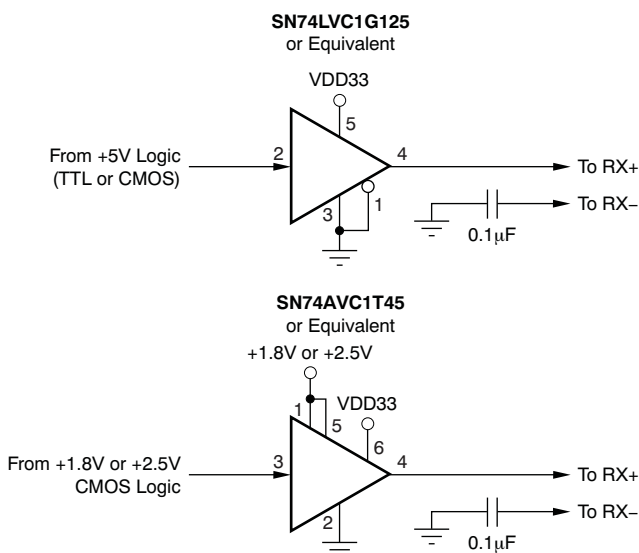 SN74LVC1G125
or Equivalent
VDD33
5
From +5V Logic
(TTL or CMOS)
2
4
To RX+
3
1
To RX–
0.1μF
SN74AVC1T45
or Equivalent
+1.8V or +2.5V
VDD33
1
5
6
From +1.8V or +2.5V
CMOS Logic
3
4
To RX+
2
To RX–
0.1μF